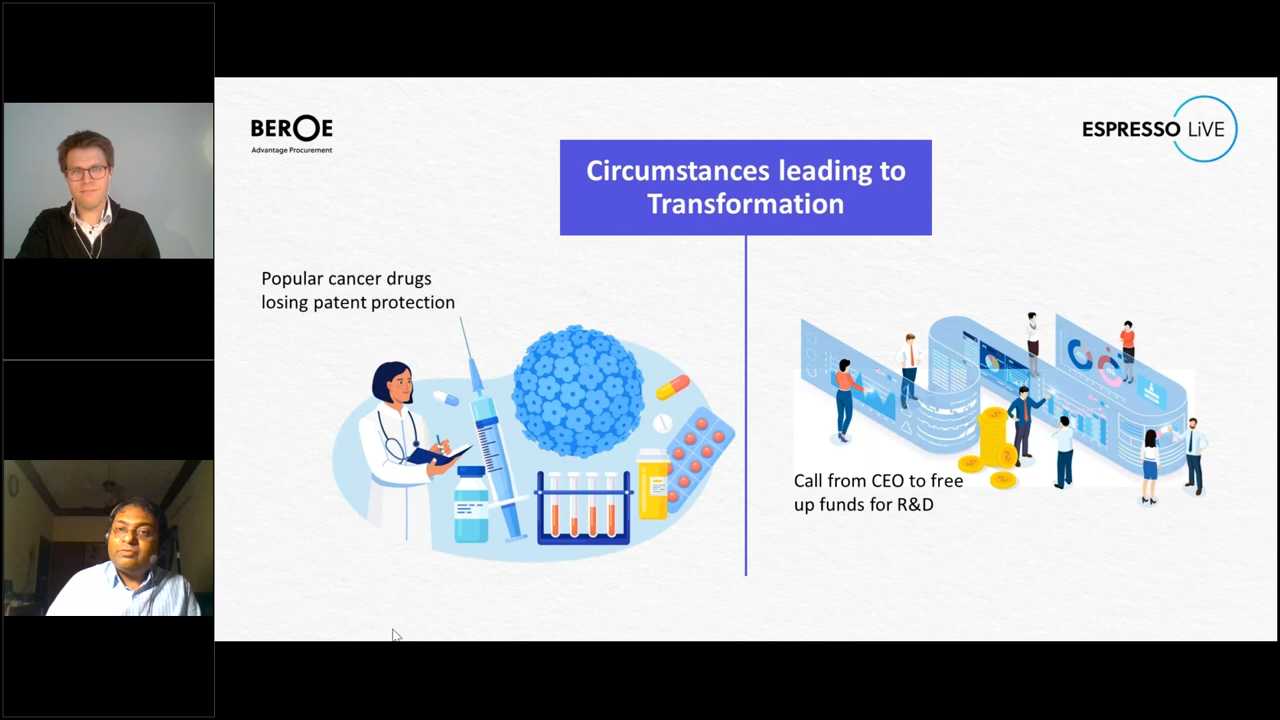 BEROE
Advantage Procurement
ESPRESSO LiVE
Circumstances leading to
Transformation
Popular cancer drugs
losing patent protection
Call from CEO to free
up funds for R&D